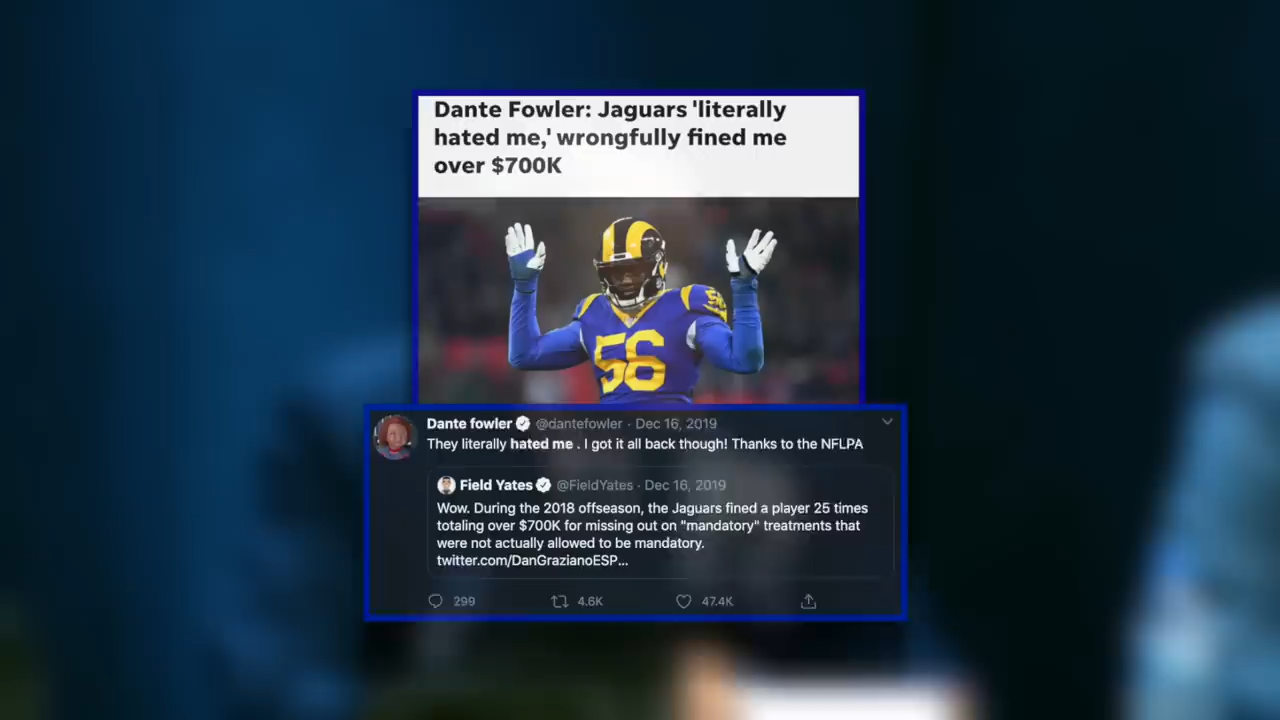 Dante Fowler: Jaguars 'literally
hated me,' wrongfully fined me
over $700K
56
56
Dante fowler @dantefowler · Dec 16, 2019
They literally hated me . I got it all back though! Thanks to the NFLPA
Field Yates @FieldYates · Dec 16, 2019
Wow. During the 2018 offseason, the Jaguars fined a player 25 times
totaling over $700K for missing out on "mandatory" treatments that
were not actually allowed to be mandatory.
twitter.com/DanGrazianoESP...
299 4.6K 47.4K